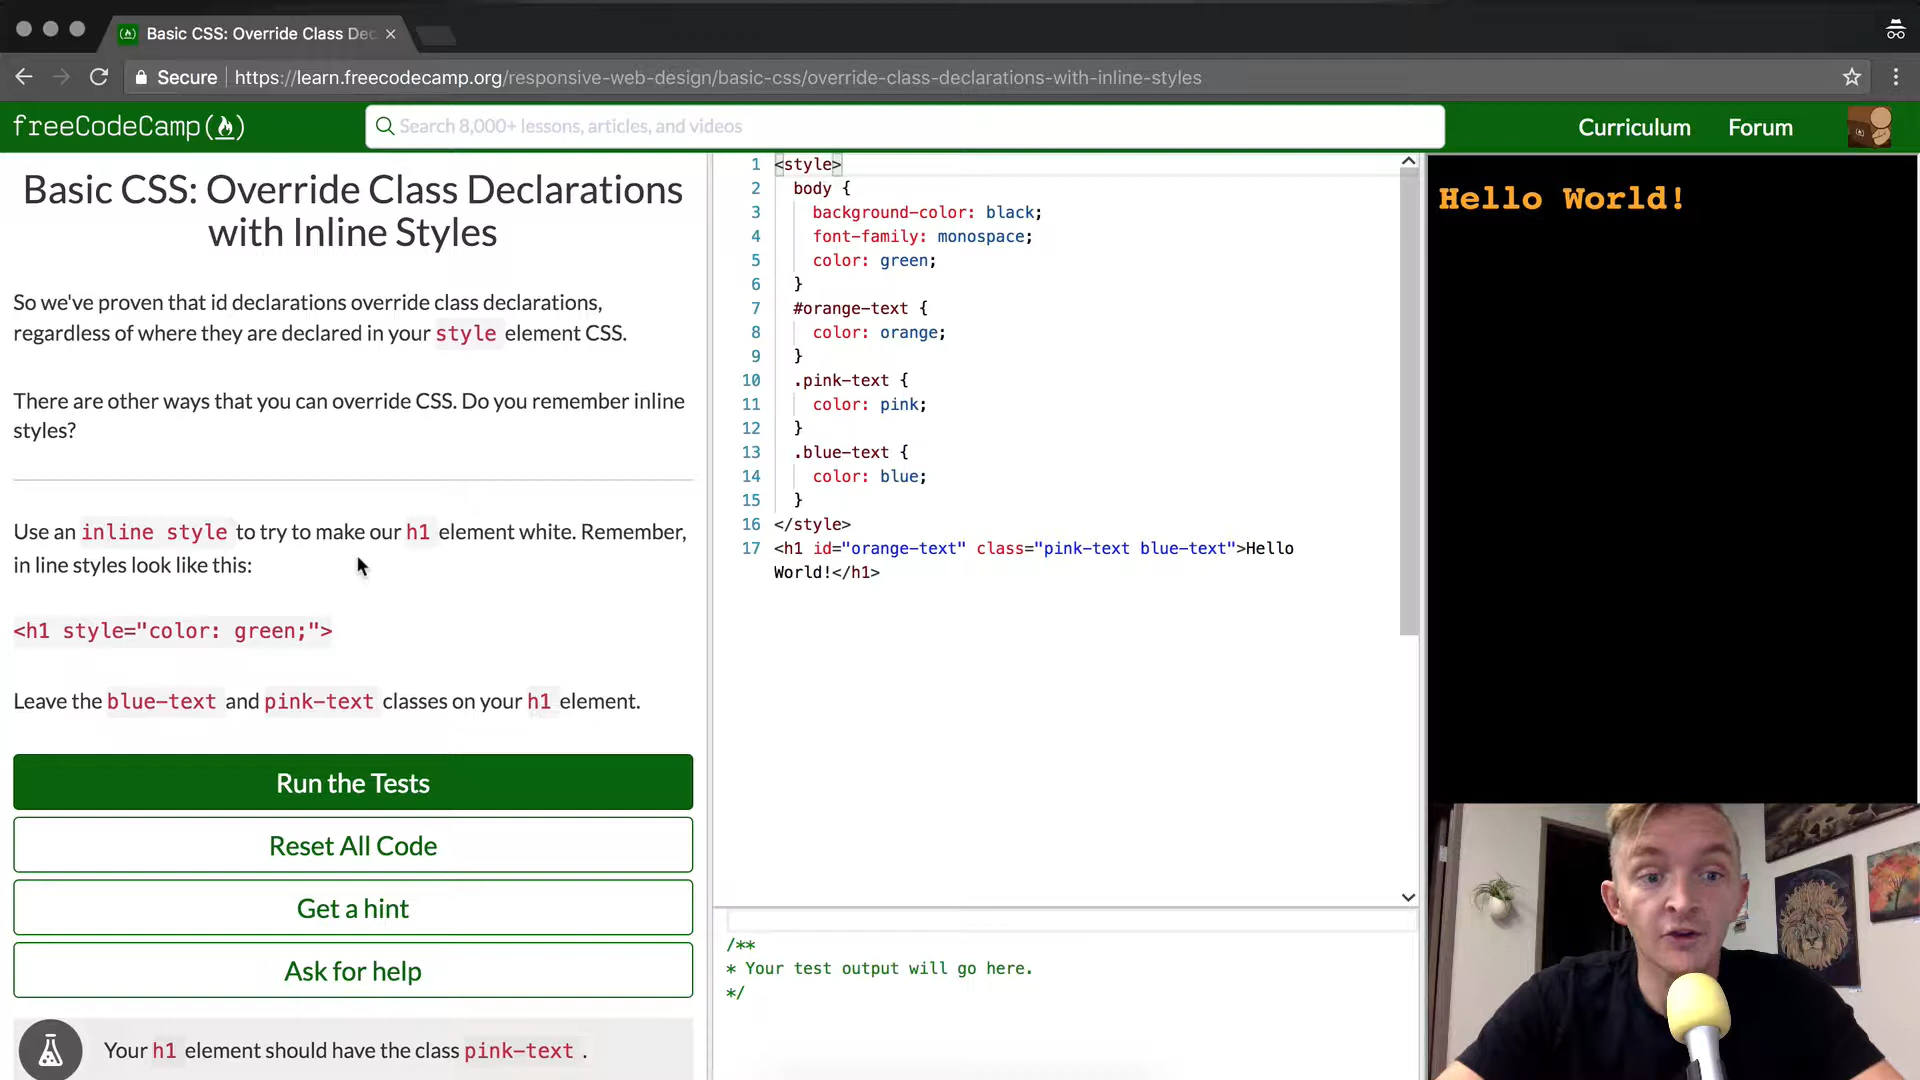 Basic CSS: Override Class Dec
Secure
https://learn.freecodecamp.org/responsive-web-design/basic-css/override-class-declarations-with-inline-styles
freeCodeCamp
Search 8,000+ lessons, articles, and videos
Curriculum
Forum
Basic CSS: Override Class Declarations
with Inline Styles
So we've proven that id declarations override class declarations,
regardless of where they are declared in your style element CSS.
There are other ways that you can override CSS. Do you remember inline
styles?
Use an inline style to try to make our h1 element white. Remember,
in line styles look like this:
<h1 style="color: green;">
Leave the blue-text and pink-text classes on your h1 element.
Run the Tests
Reset All Code
Get a hint
Ask for help
Your h1 element should have the class pink-text .
1 <style>
2 body {
3 background-color: black;
4 font-family: monospace;
5 color: green;
6 }
7 #orange-text {
8 color: orange;
9 }
10 .pink-text {
11 color: pink;
12 }
13 .blue-text {
14 color: blue;
15 }
16 </style>
17 <h1 id="orange-text" class="pink-text blue-text">Hello
World!</h1>
/**
* Your test output will go here.
*/
Hello World!